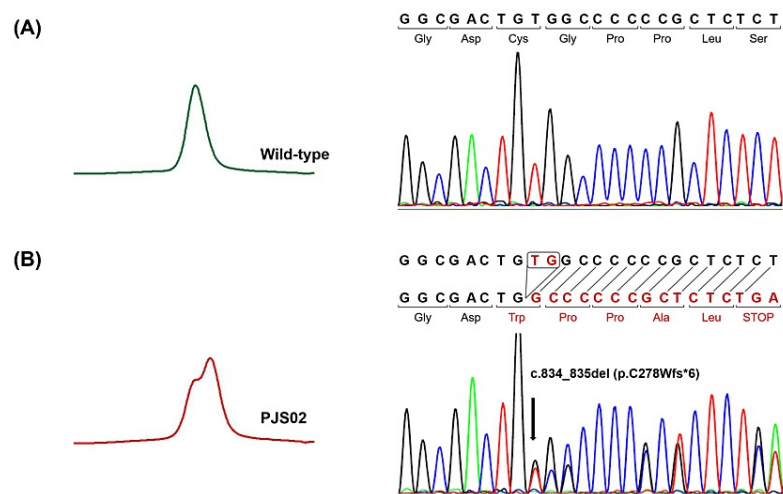 (A)
Wild-type
G G C G A C T G T G G C C C C C C G C T C T C T
Gly Asp Cys Gly Pro Pro Leu Ser
(B)
PJS02
G G C G A C T G T G G C C C C C C G C T C T C T
G G C G A C T G G C C C C C C G C T C T C T G A
Gly Asp Trp Pro Pro Ala Leu STOP
c.834_835del (p.C278Wfs*6)